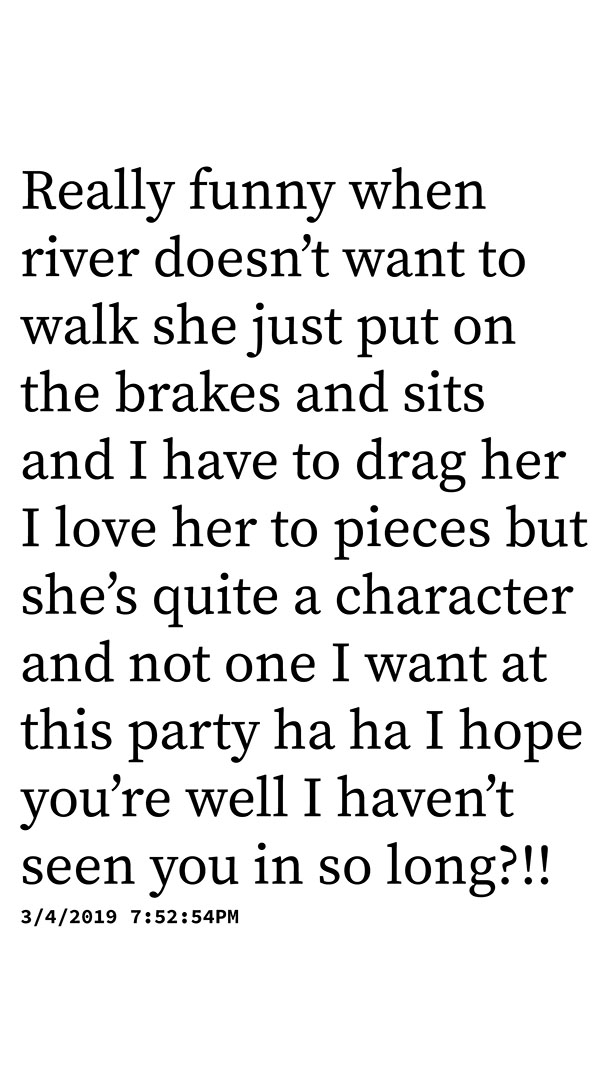 Really funny when
river doesn’t want to
walk she just put on
the brakes and sits
and I have to drag her
I love her to pieces but
she’s quite a character
and not one I want at
this party ha ha I hope
you’re well I haven’t
seen you in so long?!!
3/4/2019 7:52:54PM